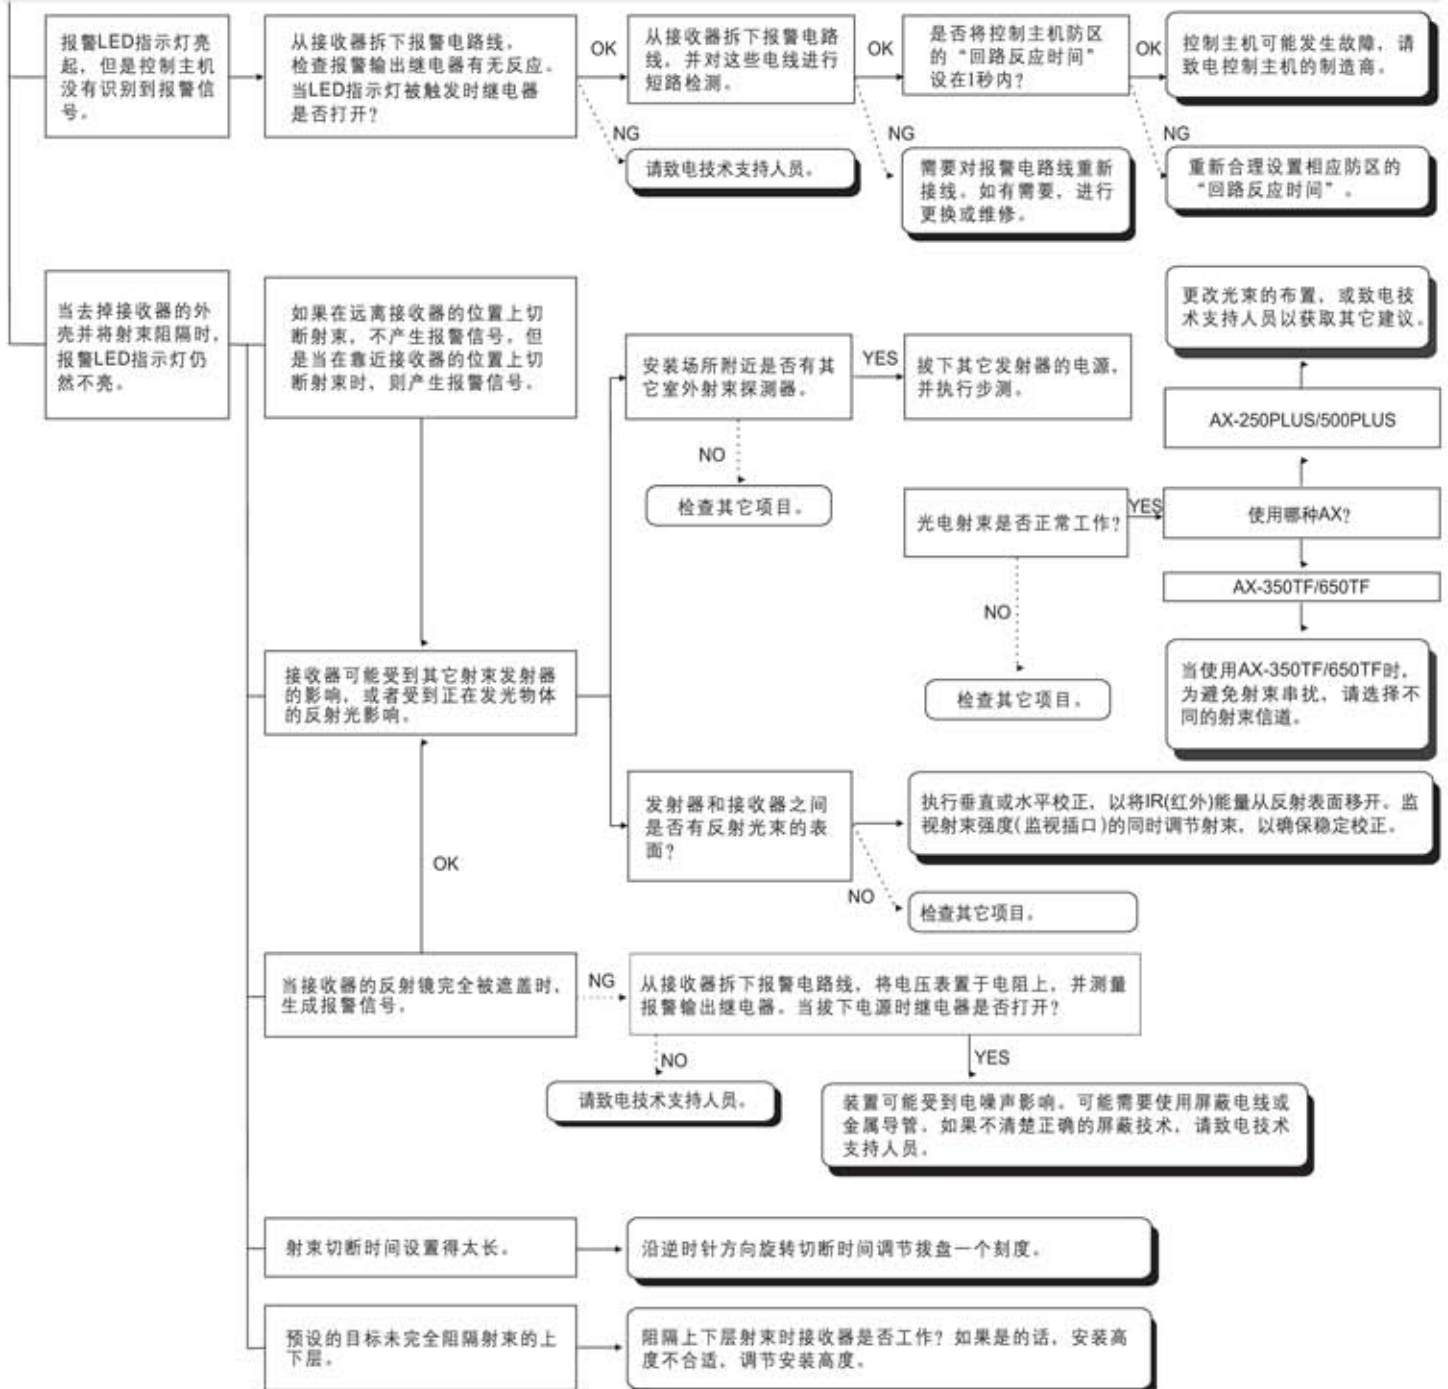 报警LED指示灯亮
起，但是控制主机
没有识别到报警信
号。
从接收器拆下报警电路线，
检查报警输出继电器有无反应。
当LED指示灯被触发时继电器
是否打开？
OK
从接收器拆下报警电路
线，并对这些电线进行
短路检测。
OK
是否将控制主机防区
的“回路反应时间”
设在1秒内？
OK
控制主机可能发生故障，请
致电控制主机的制造商。
NG
请致电技术支持人员。
NG
需要对报警电路线重新
接线。如有需要，进行
更换或维修。
NG
重新合理设置相应防区的
“回路反应时间”。
当去掉接收器的外
壳并将射束阻隔时，
报警LED指示灯仍
然不亮。
如果在远离接收器的位置上切
断射束，不产生报警信号。但
是当在靠近接收器的位置上切
断射束时，则产生报警信号。
安装场所附近是否有其
它室外射束探测器。
YES
拔下其它发射器的电源，
并执行步测。
更改光束的布置，或致电技
术支持人员以获取其它建议。
AX-250PLUS/500PLUS
NO
检查其它项目。
光电射束是否正常工作？
YES
使用哪种AX？
AX-350TF/650TF
NO
检查其它项目。
当使用AX-350TF/650TF时，
为避免射束串扰，请选择不
同的射束信道。
接收器可能受到其它射束发射器
的影响，或者受到正在发光物体
的反射光影响。
发射器和接收器之间
是否有反射光束的表
面？
执行垂直或水平校正，以将IR(红外)能量从反射表面移开。监
视射束强度(监视插口)的同时调节射束，以确保稳定校正。
NO
检查其它项目。
OK
当接收器的反射镜完全被遮盖时，
生成报警信号。
NG
从接收器拆下报警电路线，将电压表置于电阻上，并测量
报警输出继电器。当拔下电源时继电器是否打开？
NO
请致电技术支持人员。
YES
装置可能受到电噪声影响。可能需要使用屏蔽电线或
金属导管，如果不清楚正确的屏蔽技术，请致电技术
支持人员。
射束切断时间设置得太长。
沿逆时针方向旋转切断时间调节拨盘一个刻度。
预设的目标未完全阻隔射束的上
下层。
阻隔上下层射束时接收器是否工作？如果是的话，安装高
度不合适，调节安装高度。